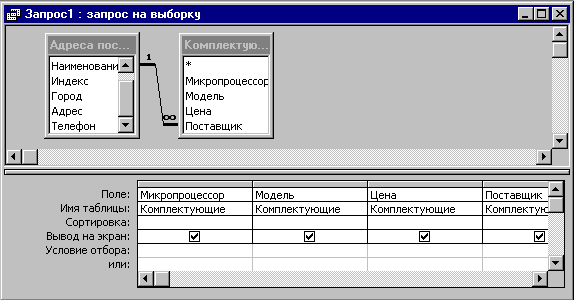 Запрос1 : запрос на выборку
Адреса пос...
Комплектую...
Наименовани
Индекс
Город
Адрес
Телефон
1
∞
*
Микропроцессор
Модель
Цена
Поставщик
Поле: Микропроцессор Модель Цена Поставщик
Имя таблицы: Комплектующие Комплектующие Комплектующие Комплектую
Сортировка:
Вывод на экран:
Условие отбора:
или: